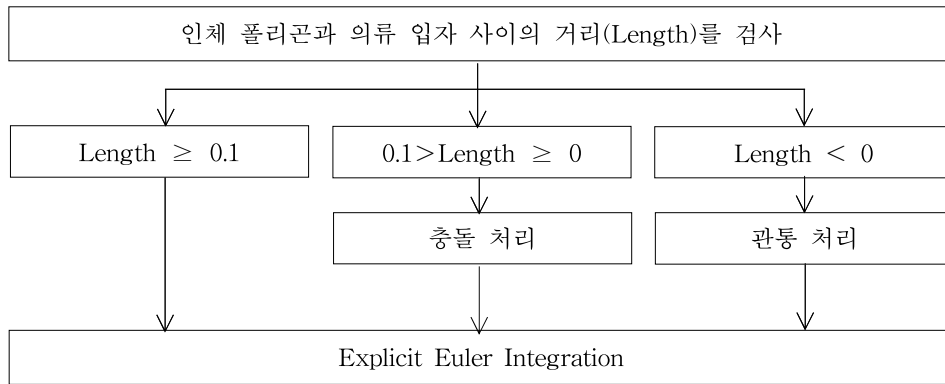 인체 폴리곤과 의류 입자 사이의 거리(Length)를 검사
Length ≥ 0.1
0.1>Length ≥ 0
Length < 0
충돌 처리
관통 처리
Explicit Euler Integration